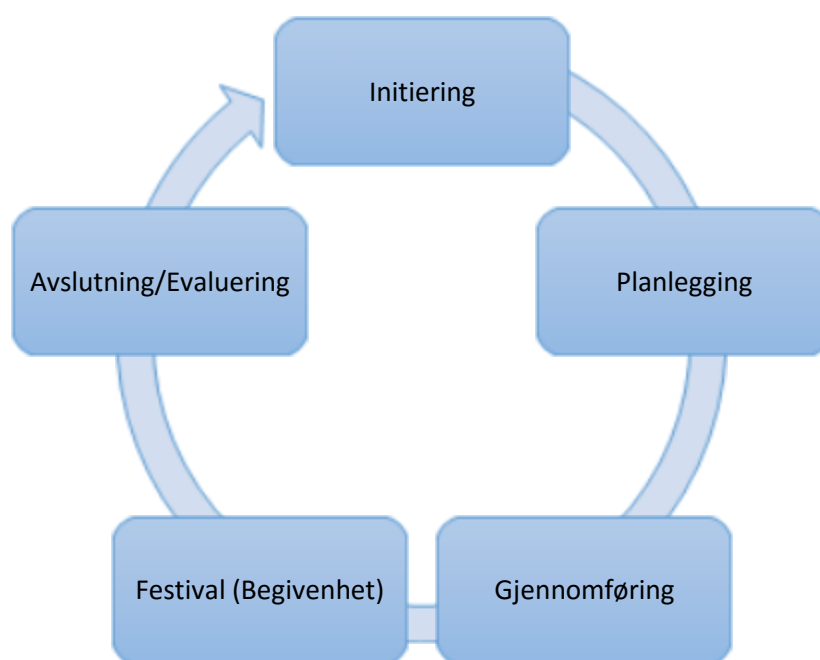 Initiering
Planlegging
Gjennomføring
Festival (Begivenhet)
Avslutning/Evaluering